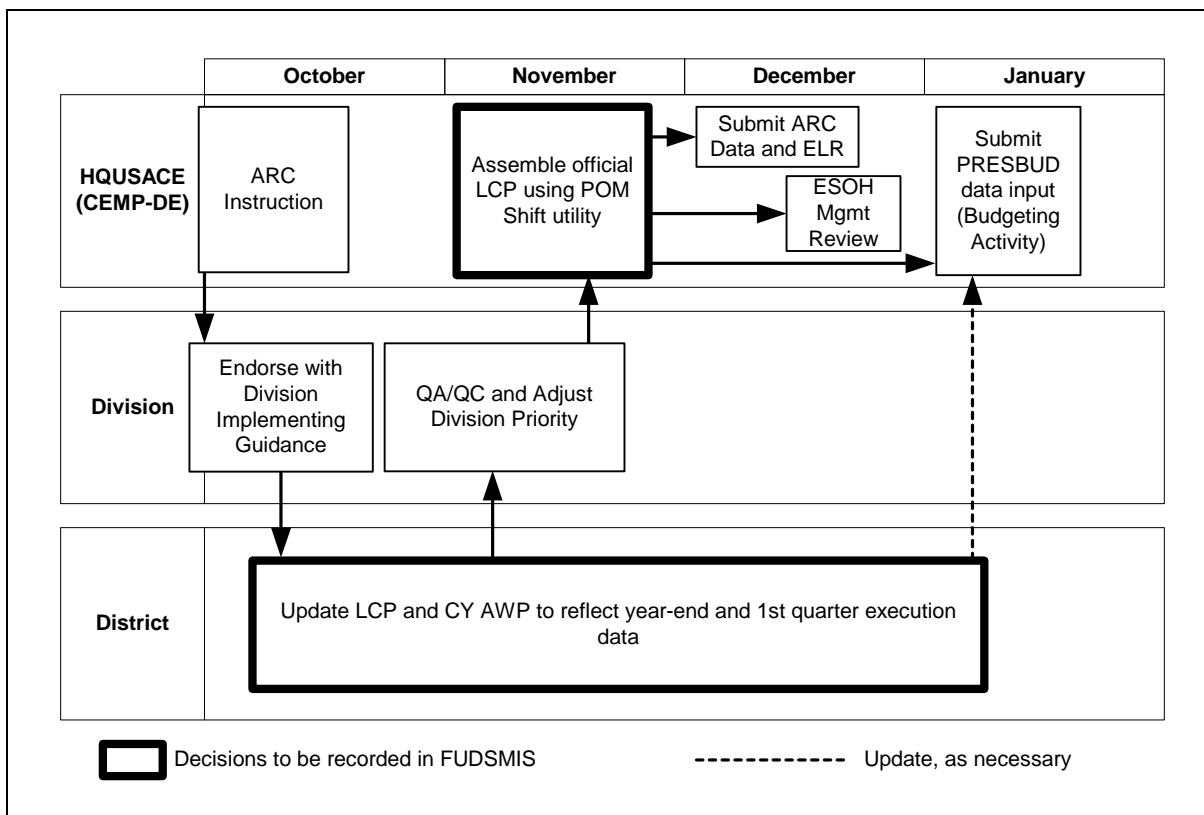 October
November
December
January
HQUSACE
(CEMP-DE)
ARC
Instruction
Assemble official
LCP using POM
Shift utility
Submit ARC
Data and ELR
ESOH
Mgmt
Review
Submit
PRESBUD
data input
(Budgeting
Activity)
Division
Endorse with
Division
Implementing
Guidance
QA/QC and Adjust
Division Priority
District
Update LCP and CY AWP to reflect year-end and 1st quarter execution
data
Decisions to be recorded in FUDSMIS
Update, as necessary